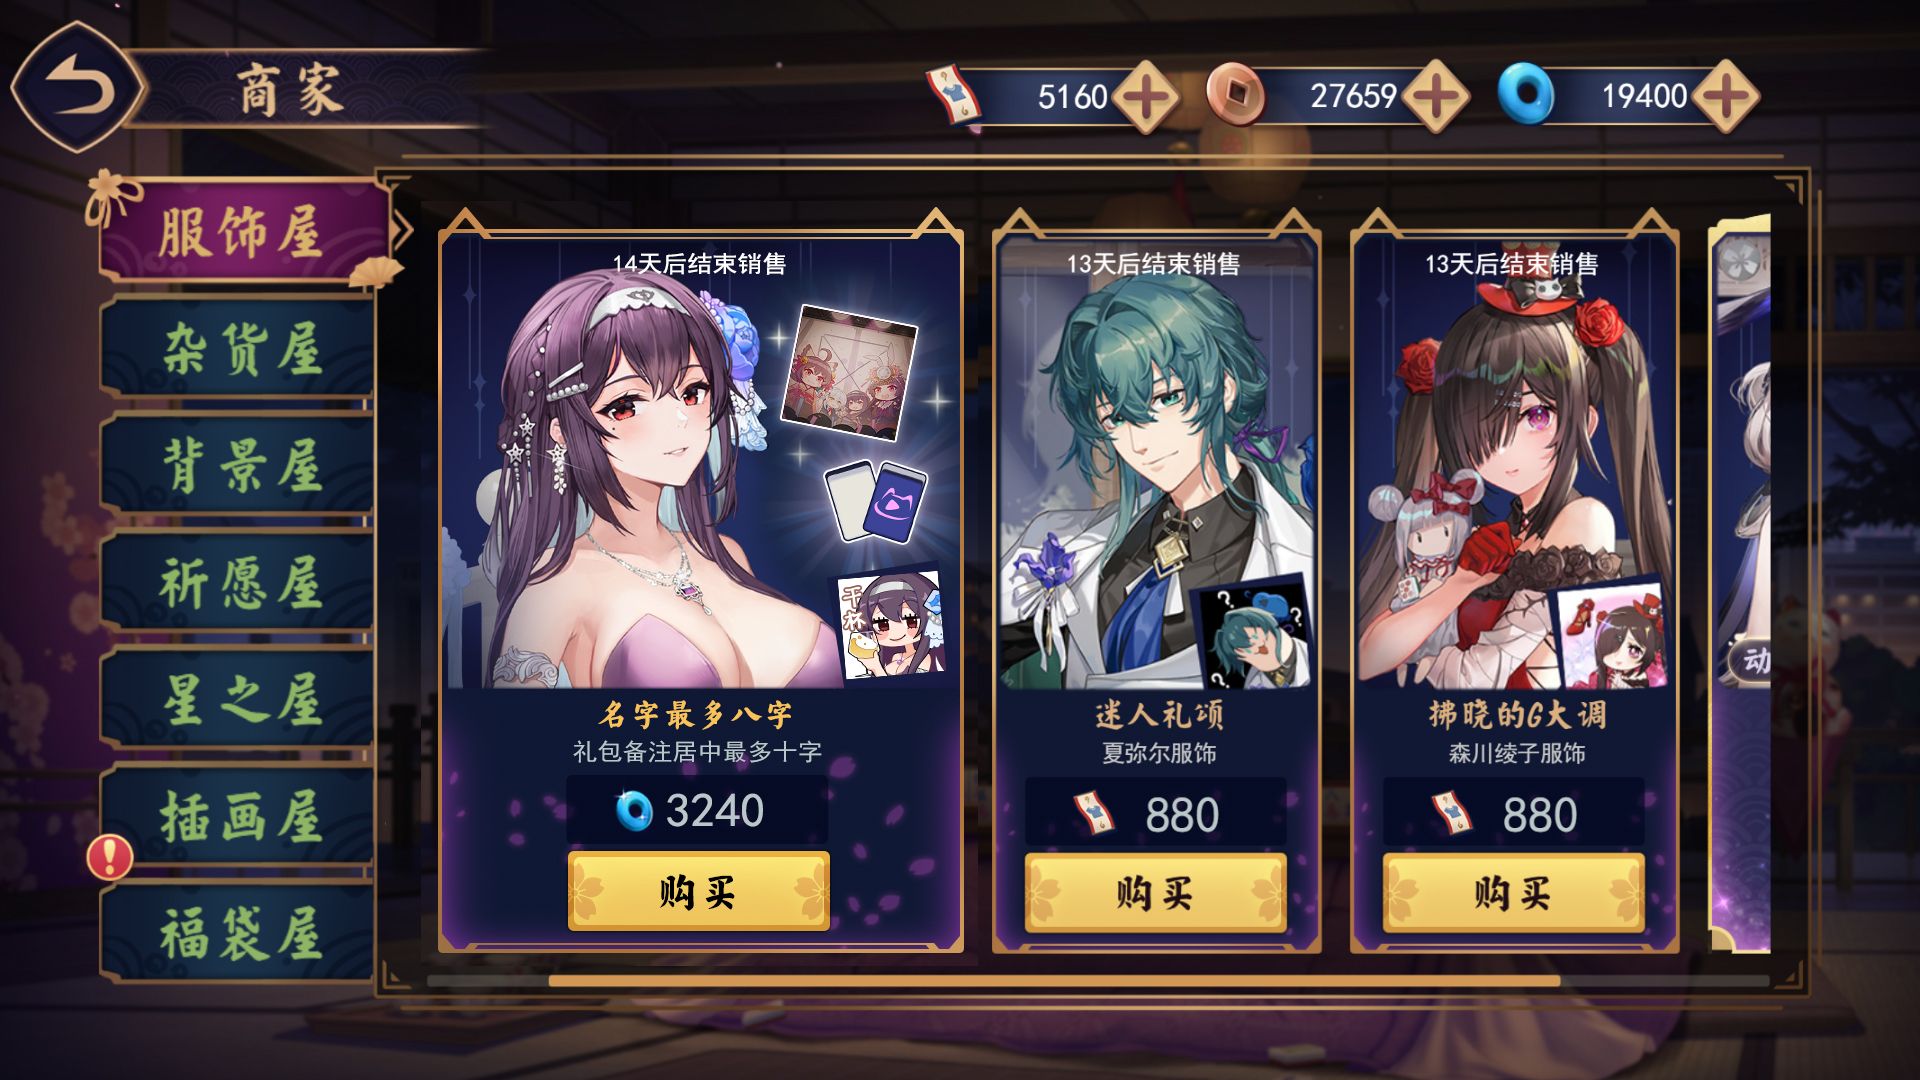 商家
5160
27659
19400
服饰屋
杂货屋
背景屋
祈愿屋
星之屋
插画屋
福袋屋
14天后结束销售
干杯
名字最多八字
礼包备注居中最多十字
3240
购买
13天后结束销售
迷人礼颂
夏弥尔服饰
880
购买
13天后结束销售
拂晓的G大调
森川绫子服饰
880
购买
动